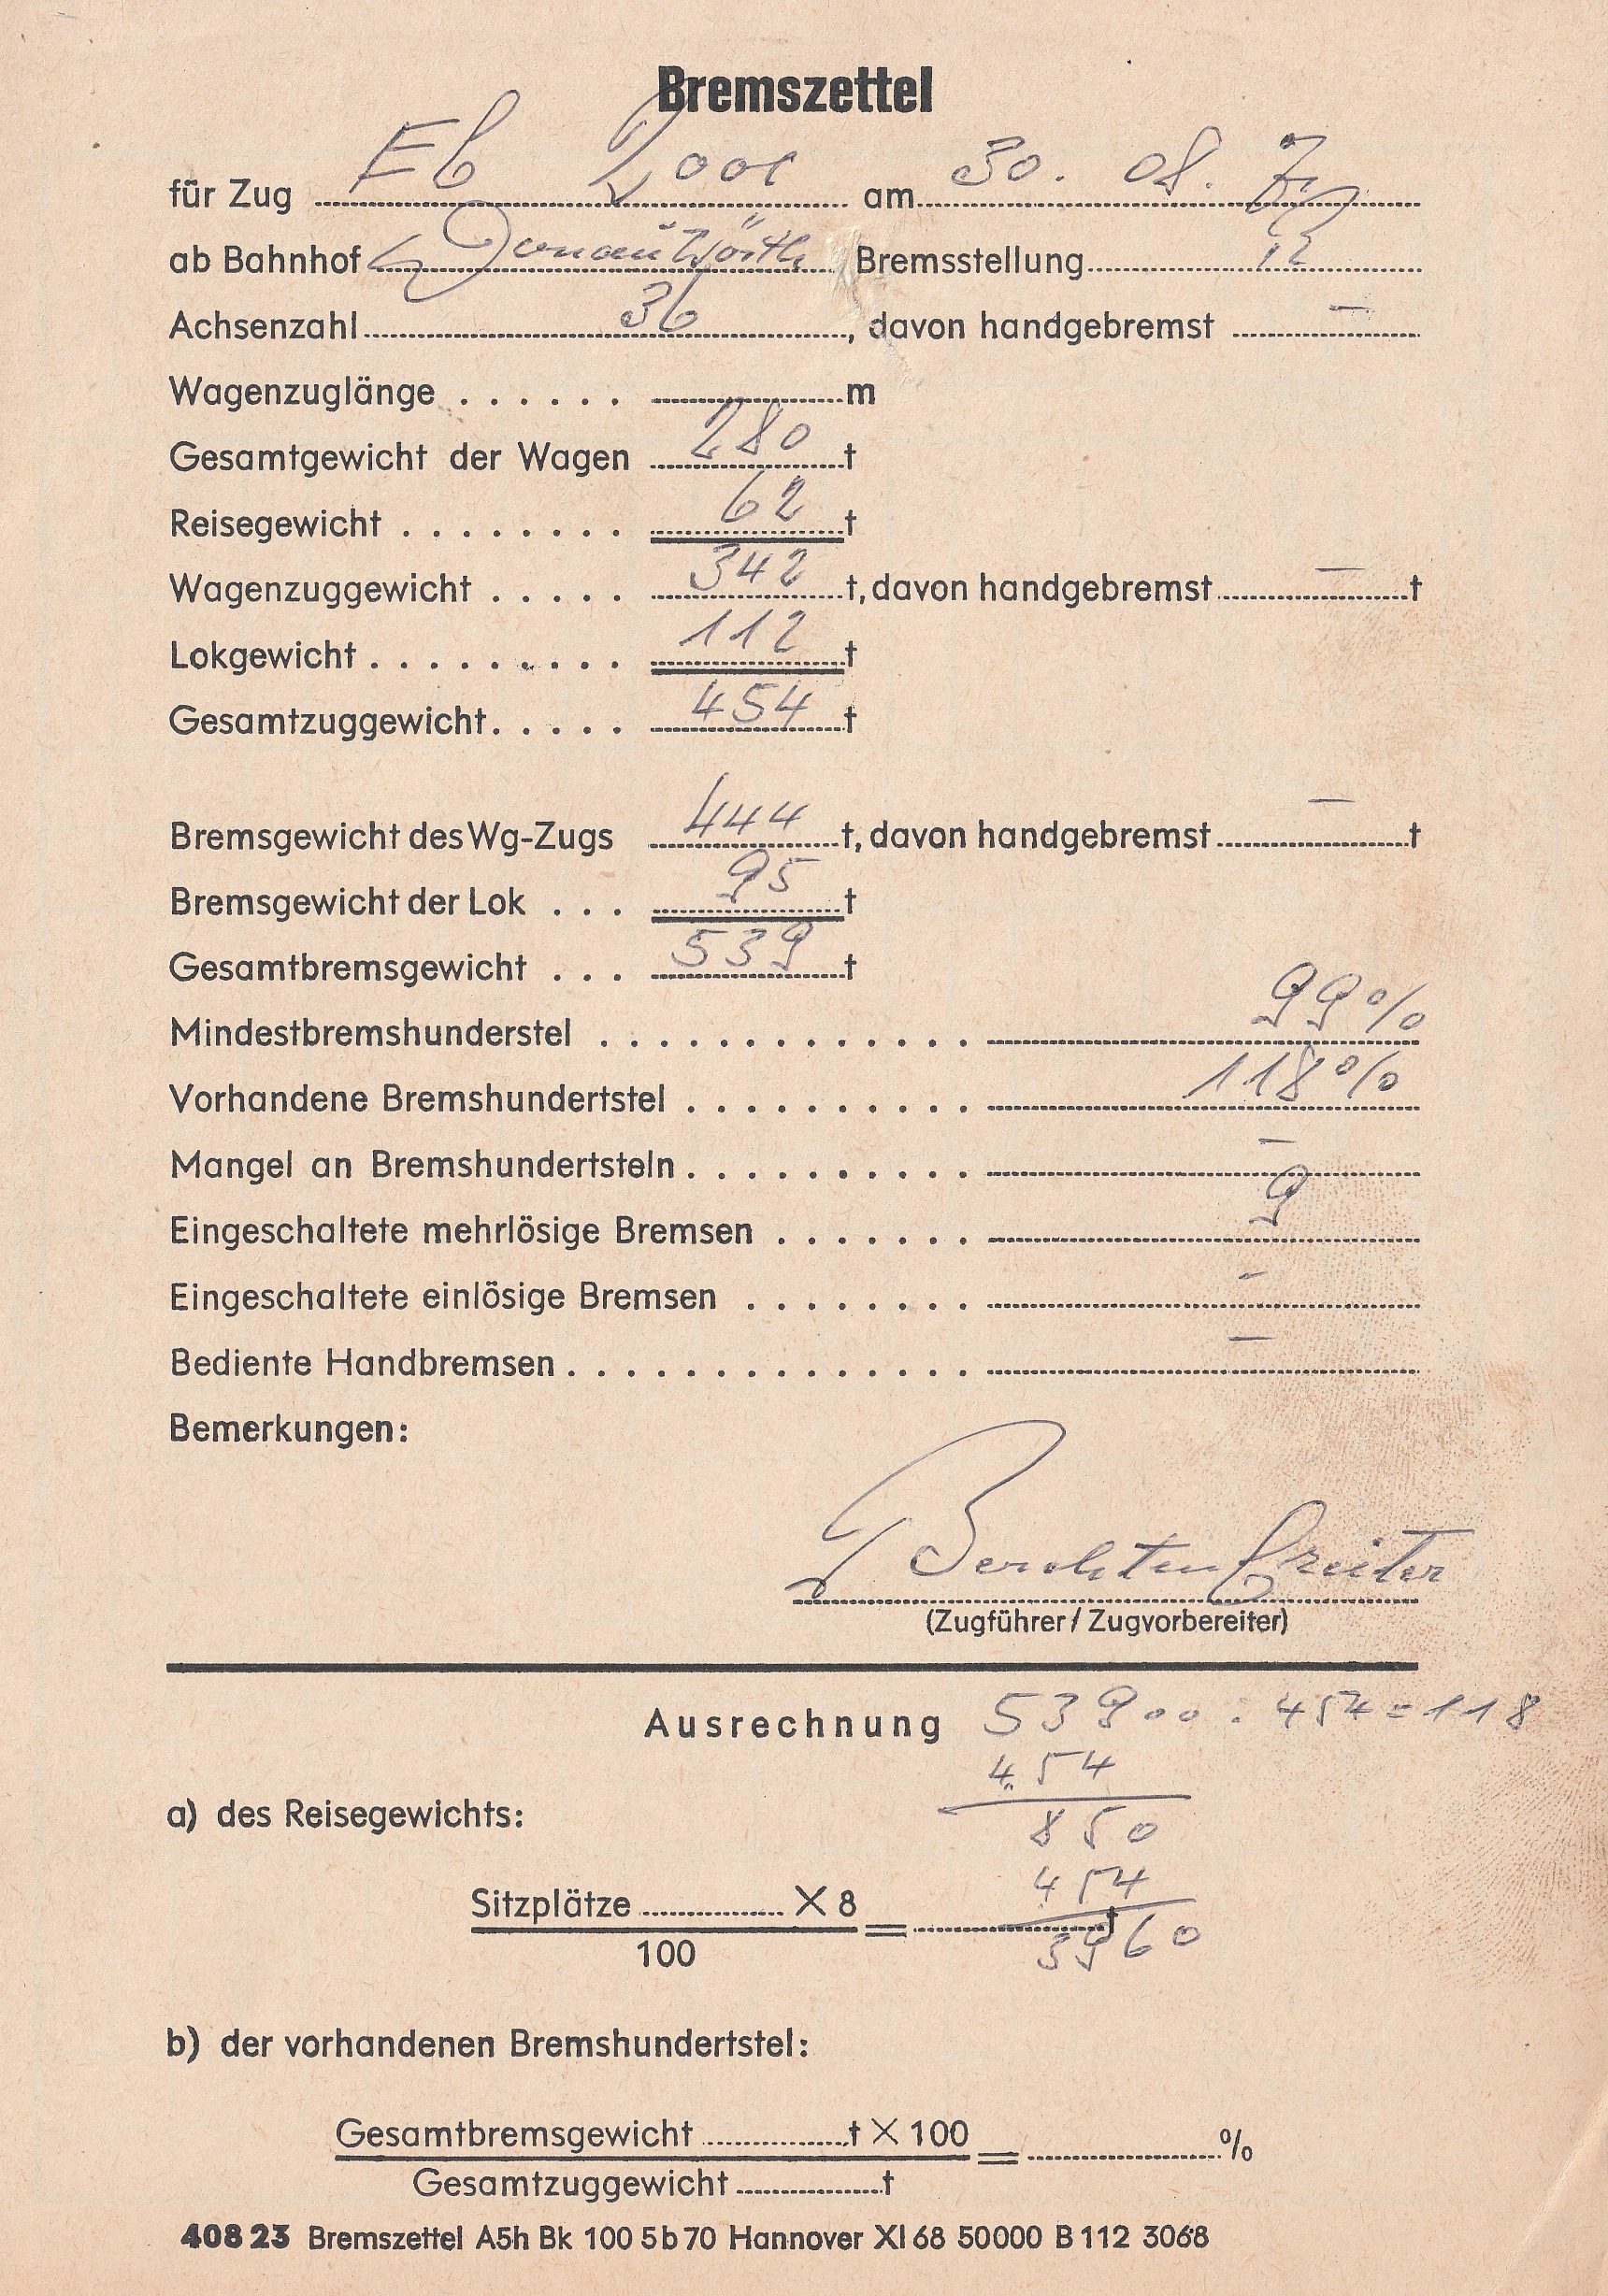 Bremszettel
für Zug Eb 2001 am 30. 08.
ab Bahnhof Donauwörth Bremsstellung
Achsenzahl 36, davon handgebremst —
Wagenzuglänge . . . . . . m
Gesamtgewicht der Wagen 280 t
Reisegewicht . . . . . . . . 62 t
Wagenzuggewicht . . . . . 342 t, davon handgebremst — t
Lokgewicht . . . . . . . . . 112 t
Gesamtzuggewicht . . . . . 454 t
Bremsgewicht des Wg-Zugs 444 t, davon handgebremst — t
Bremsgewicht der Lok . . . 95 t
Gesamtbremsgewicht . . . 539 t
Mindestbremshunderstel . . . . . . . . . . . . . 99%
Vorhandene Bremshundertstel . . . . . . . . . . 118%
Mangel an Bremshundertsteln . . . . . . . . . . —
Eingeschaltete mehrlösige Bremsen . . . . . . . 9
Eingeschaltete einlösige Bremsen . . . . . . . . -
Bediente Handbremsen . . . . . . . . . . . . . . —
Bemerkungen:
(Zugführer / Zugvorbereiter)
Ausrechnung 53900 : 454 = 118
454
a) des Reisegewichts:
850
454
Sitzplätze × 8 = t
100
3960
b) der vorhandenen Bremshundertstel:
Gesamtbremsgewicht t × 100 = %
Gesamtzuggewicht t
408 23 Bremszettel A5h Bk 100 5b70 Hannover XI 68 50000 B 112 3068